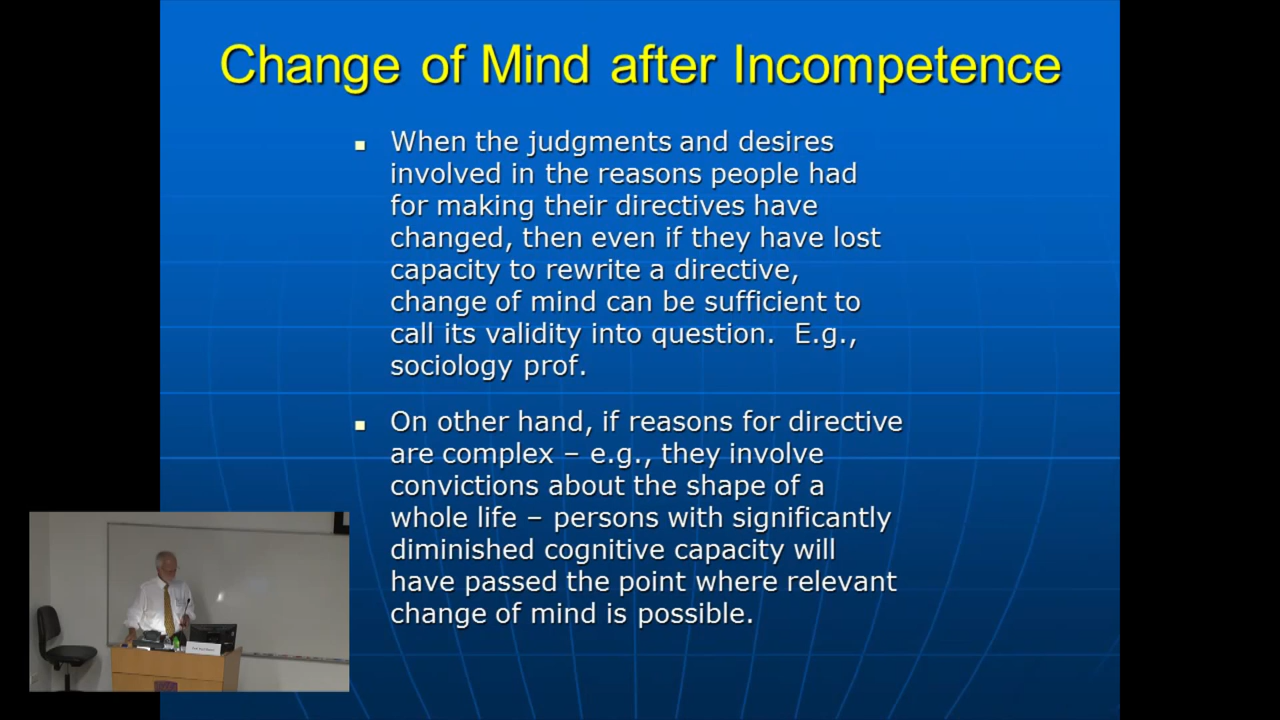 Change of Mind after Incompetence
When the judgments and desires
involved in the reasons people had
for making their directives have
changed, then even if they have lost
capacity to rewrite a directive,
change of mind can be sufficient to
call its validity into question.  E.g.,
sociology prof.
On other hand, if reasons for directive
are complex – e.g., they involve
convictions about the shape of a
whole life – persons with significantly
diminished cognitive capacity will
have passed the point where relevant
change of mind is possible.